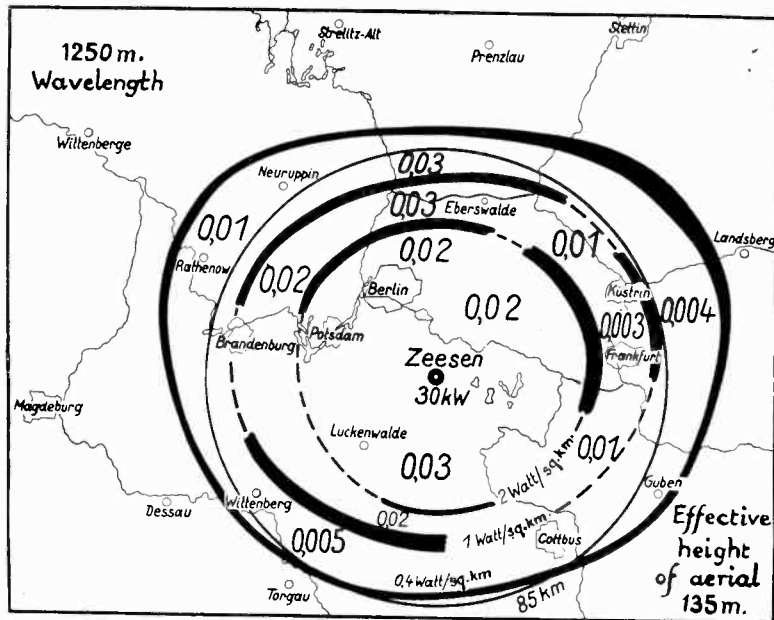 1250 m.
Wavelength
Strelitz-Alt
Prenzlau
Stettin
Wittenberge
Neuruppin
0,03
0,03
Eberswalde
0,01
Rathenow
0,02
0,02
Berlin
0,01
Landsberg
Küstrin
0,004
0,02
0,003
Brandenburg
Potsdam
Frankfurt
Zeesen
30kW
Magdeburg
Luckenwalde
0,03
0,01
2 Watt/sq.km.
Guben
Dessau
Wittenberg
0,02
1 Watt/sq.km.
0,005
Cottbus
0,4 Watt/sq.km
85 km
Torgau
Effective
height
of aerial
135 m.